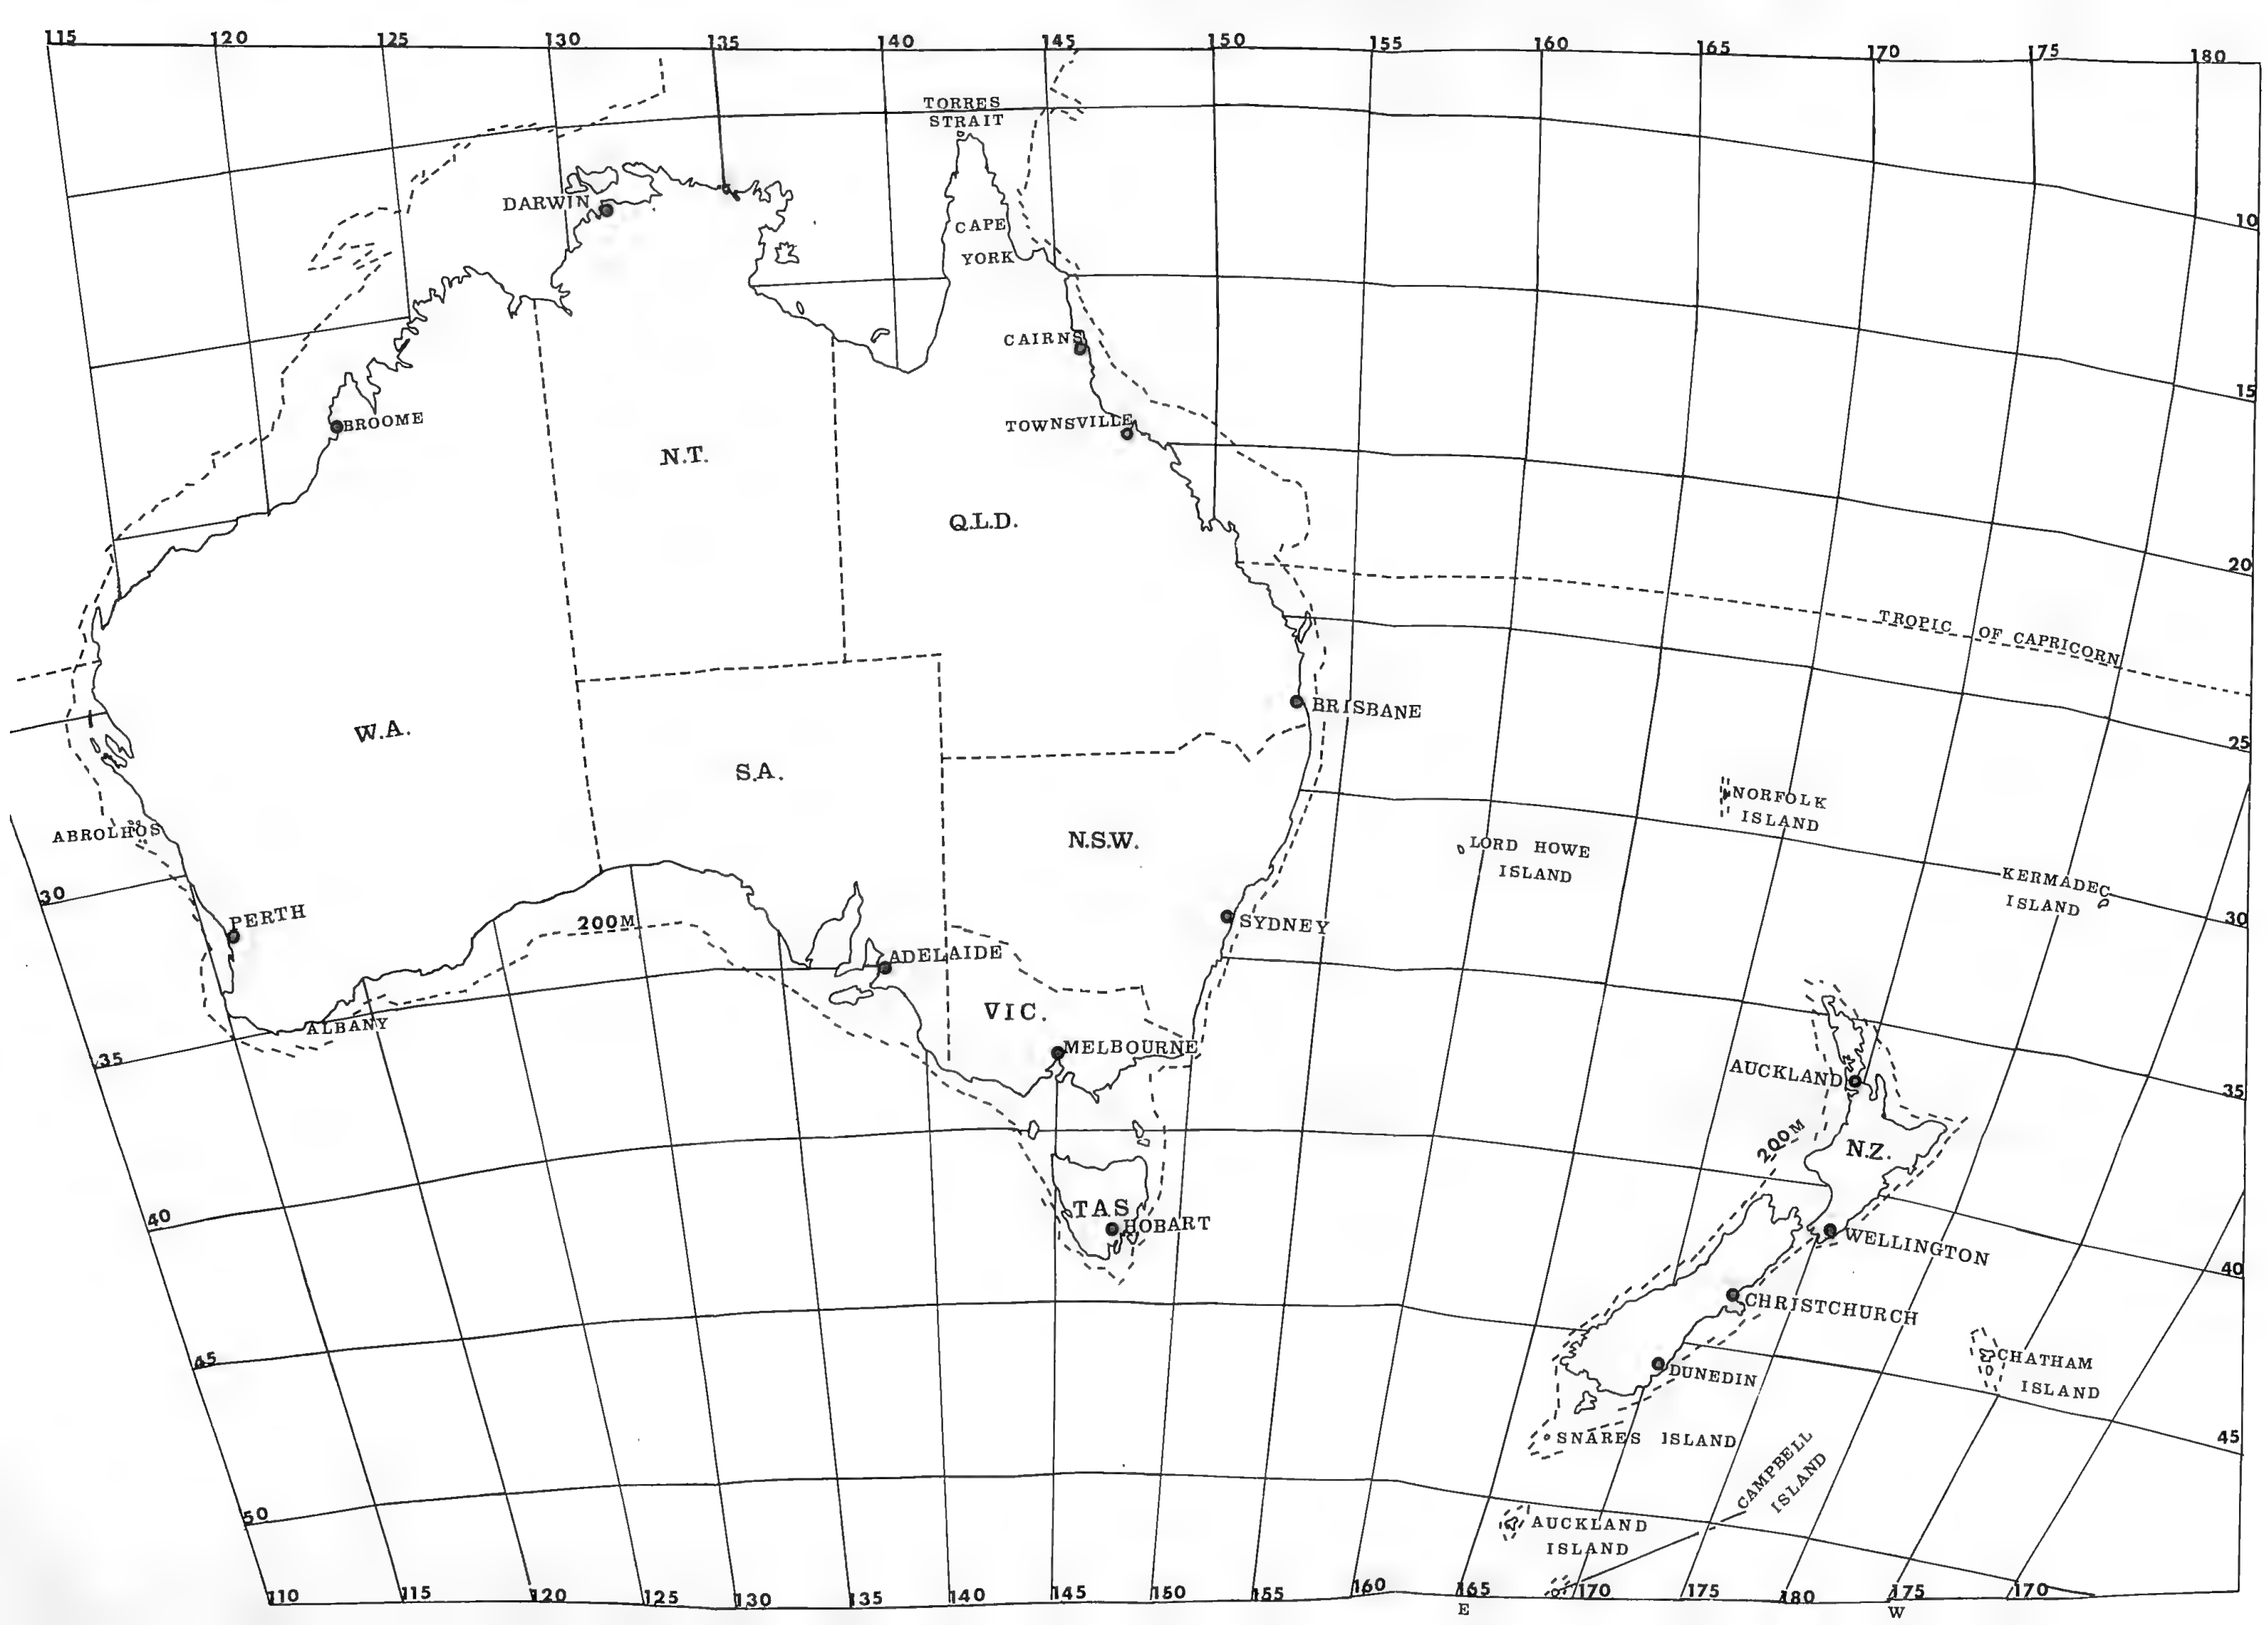 115 120 125 130 135 140 145 150 155 160 165 170 175 180
TORRES
STRAIT
DARWIN
10
CAPE
YORK
CAIRNS
15
BROOME
TOWNSVILLE
N.T.
Q.L.D.
20
TROPIC OF CAPRICORN
W.A.
BRISBANE
25
S.A.
NORFOLK
ISLAND
ABROLHOS
N.S.W.
LORD HOWE
ISLAND
KERMADEC
ISLAND
30
PERTH
200M
SYDNEY
30
ADELAIDE
VIC.
ALBANY
MELBOURNE
35
AUCKLAND
35
200M
N.Z.
40
TAS
HOBART
WELLINGTON
40
CHRISTCHURCH
45
CHATHAM
ISLAND
DUNEDIN
SNARES ISLAND
45
CAMPBELL
ISLAND
50
AUCKLAND
ISLAND
110 115 120 125 130 135 140 145 150 155 160 165 170 175 180 175 170
E W